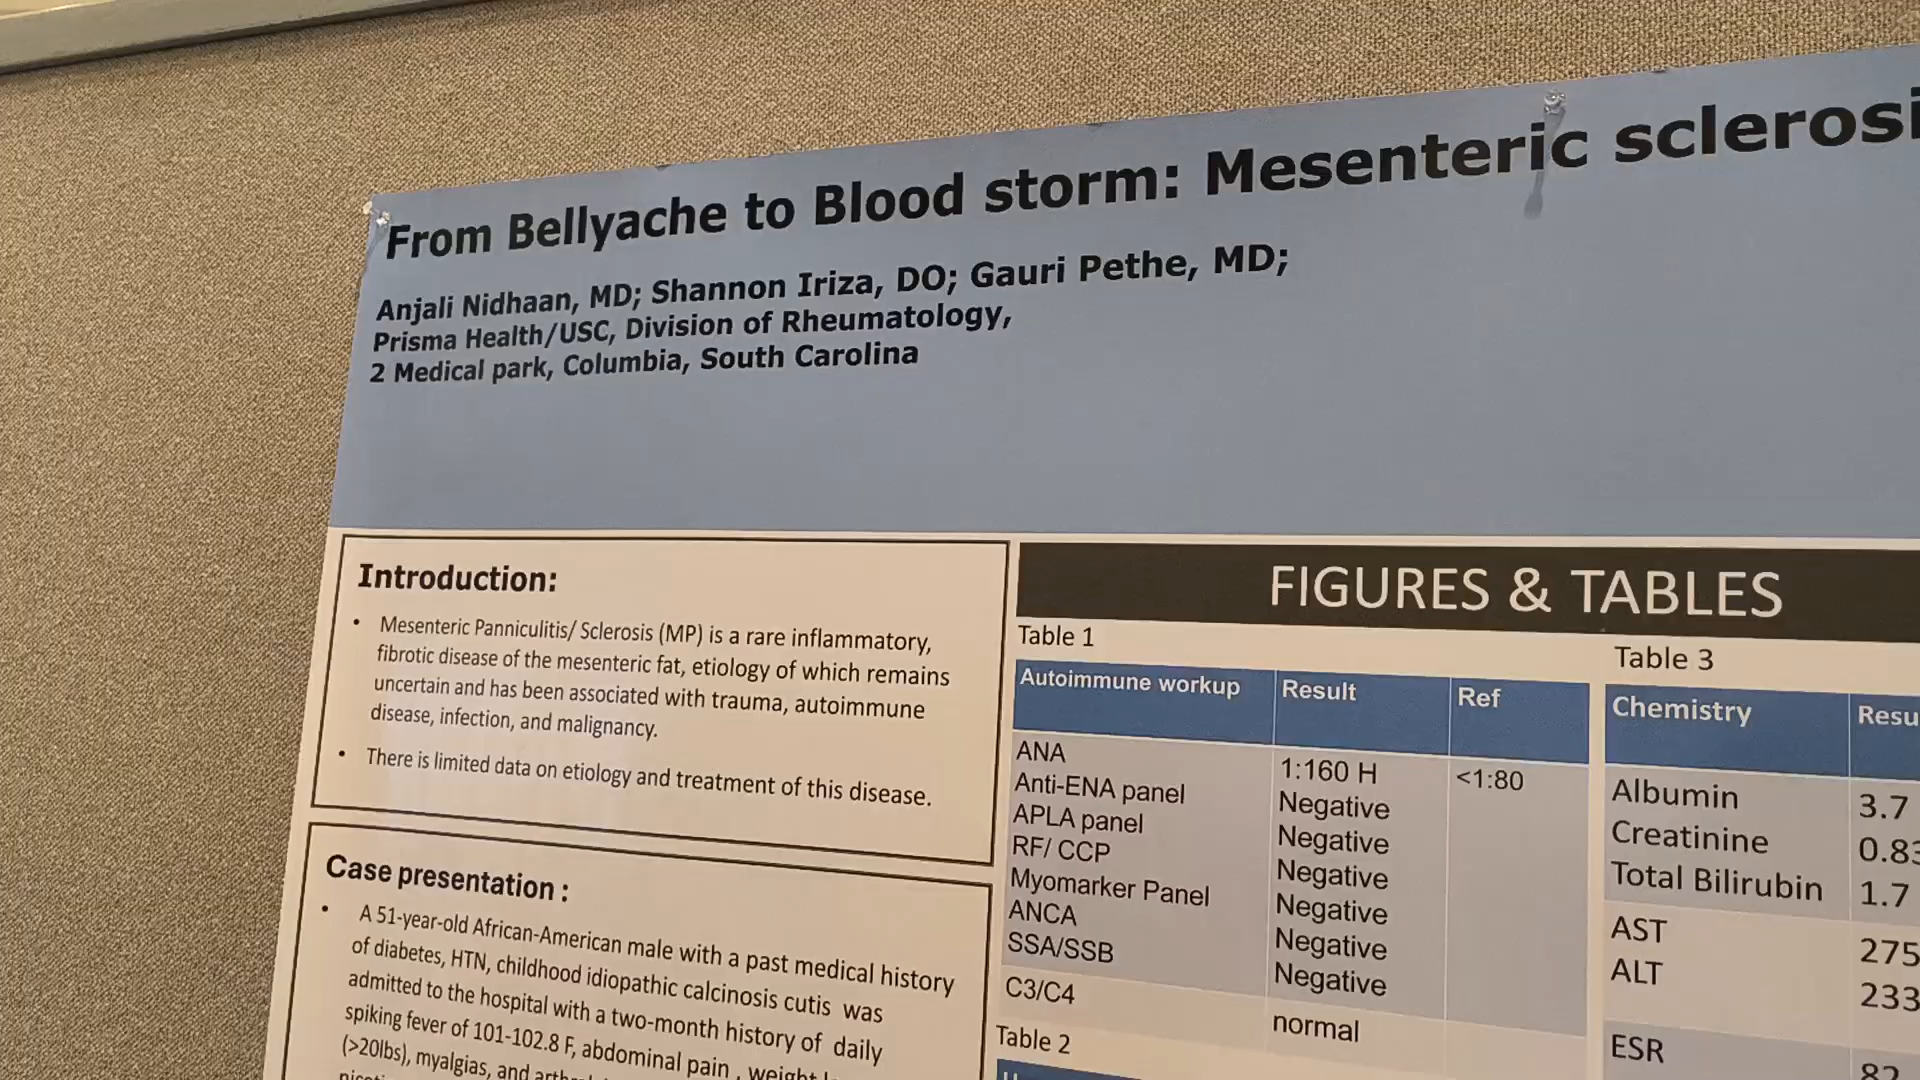 From Bellyache to Blood storm: Mesenteric
Anjali Nidhaan, MD; Shannon Iriza, DO; Gauri Pethe, MD;
Prisma Health/USC, Division of Rheumatology,
2 Medical park, Columbia, South Carolina
Introduction:
• Mesenteric Panniculitis/ Sclerosis (MP) is a rare inflammatory,
fibrotic disease of the mesenteric fat, etiology of which remains
uncertain and has been associated with trauma, autoimmune
disease, infection, and malignancy.
• There is limited data on etiology and treatment of this disease.
Case presentation :
• A 51-year-old African-American male with a past medical history
of diabetes, HTN, childhood idiopathic calcinosis cutis was
admitted to the hospital with a two-month history of daily
spiking fever of 101-102.8 F, abdominal pain , weight
(>20lbs), myalgias, and
FIGURES & TABLES
Table 1
Autoimmune workup Result Ref
ANA 1:160 H <1:80
Anti-ENA panel Negative
APLA panel Negative
RF/ CCP Negative
Myomarker Panel Negative
ANCA Negative
SSA/SSB Negative
C3/C4 normal
Table 2
Table 3
Chemistry
Albumin 3.7
Creatinine
Total Bilirubin 1.7
AST 275
ALT 233
ESR 82